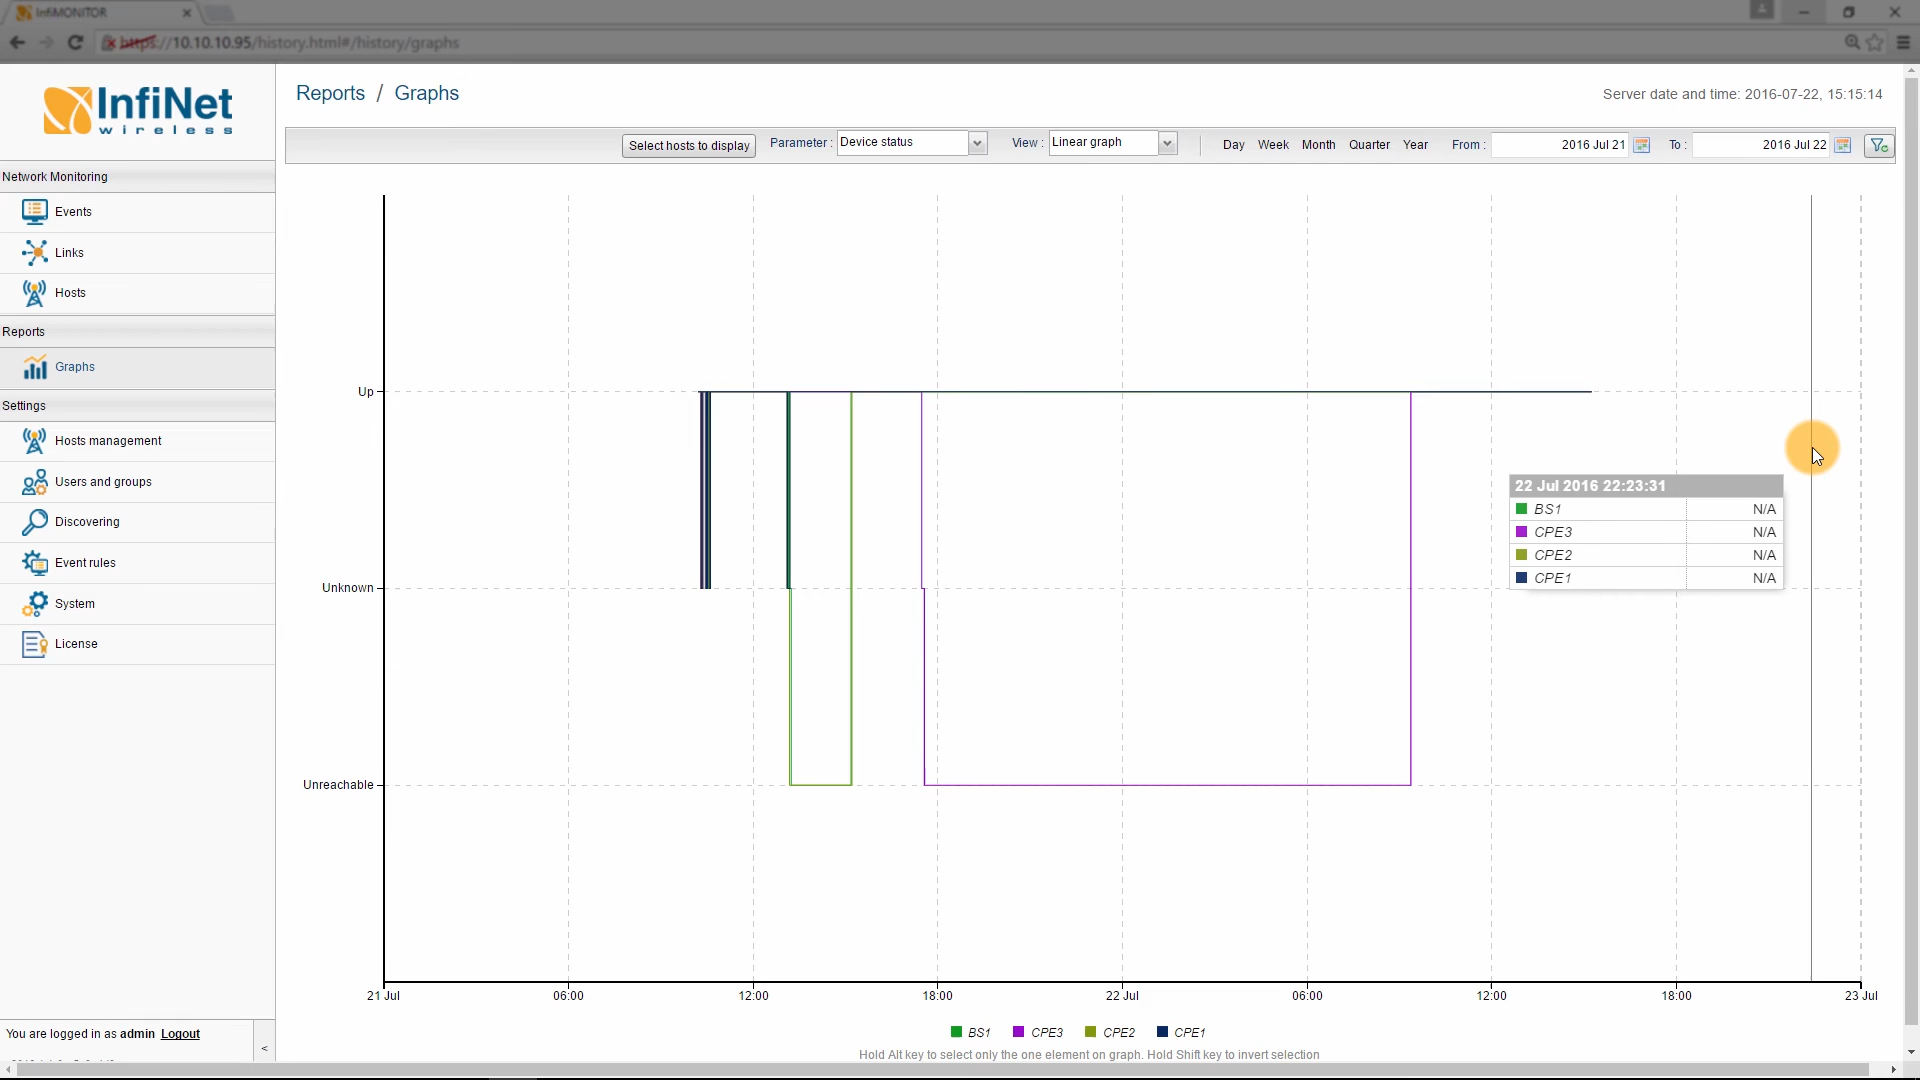 InfiMONITOR
https://10.10.10.95/history.html#/history/graphs
InfiNet
wireless
Reports / Graphs
Server date and time: 2016-07-22, 15:15:14
Select hosts to display
Parameter : Device status
View : Linear graph
Day Week Month Quarter Year
From : 2016 Jul 21
To : 2016 Jul 22
Network Monitoring
Events
Links
Hosts
Reports
Graphs
Settings
Hosts management
Users and groups
Discovering
Event rules
System
License
Up
Unknown
Unreachable
22 Jul 2016 22:23:31
BS1 N/A
CPE3 N/A
CPE2 N/A
CPE1 N/A
21 Jul 06:00 12:00 18:00 22 Jul 06:00 12:00 18:00 23 Jul
BS1 CPE3 CPE2 CPE1
Hold Alt key to select only the one element on graph. Hold Shift key to invert selection
You are logged in as admin Logout
<